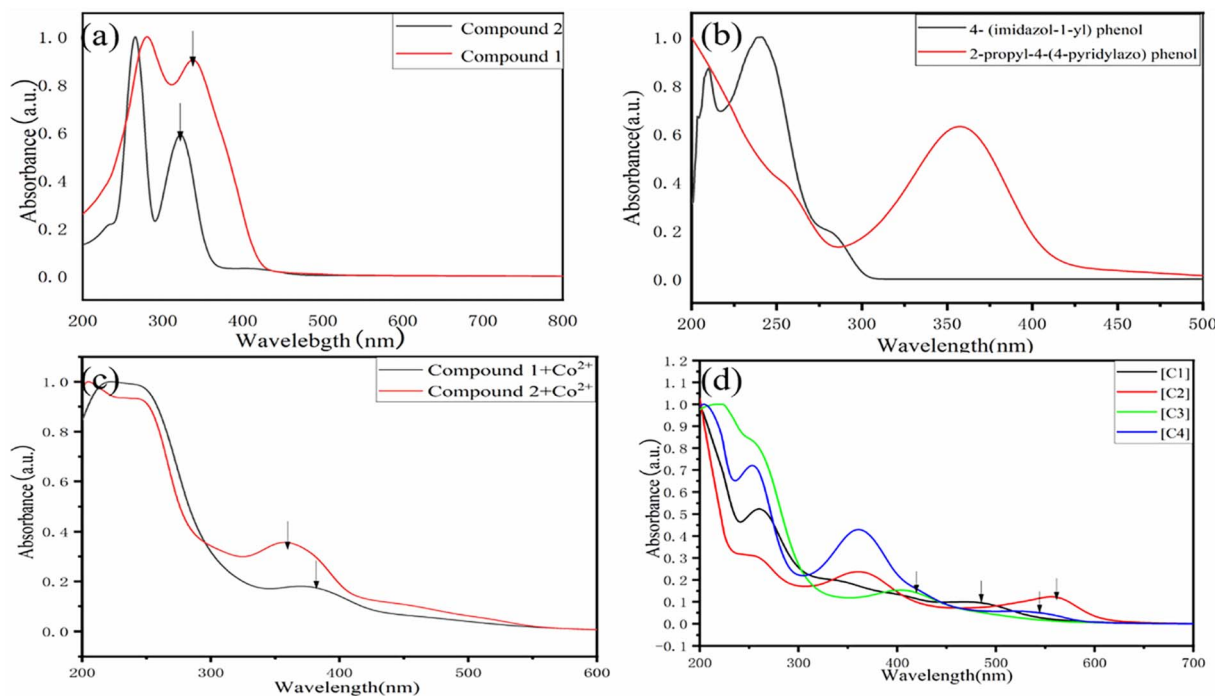 (a)
Compound 2
Compound 1
Absorbance (a.u.)
1. 0
0. 8
0. 6
0. 4
0. 2
0. 0
200 300 400 500 600 700 800
Wavelebgth (nm)
(b)
4- (imidazol-1-yl) phenol
2-propyl-4-(4-pyridylazo) phenol
Absorbance(a.u.)
1. 0
0. 8
0. 6
0. 4
0. 2
0. 0
200 250 300 350 400 450 500
Wavelength(nm)
(c)
Compound 1+Co²⁺
Compound 2+Co²⁺
Absorbance (a.u.)
1. 0
0. 8
0. 6
0. 4
0. 2
0. 0
200 300 400 500 600
Wavelength(nm)
(d)
[C1]
[C2]
[C3]
[C4]
Absorbance (a.u.)
1. 2
1. 1
1. 0
0. 9
0. 8
0. 7
0. 6
0. 5
0. 4
0. 3
0. 2
0. 1
0. 0
-0. 1
200 300 400 500 600 700
Wavelength(nm)